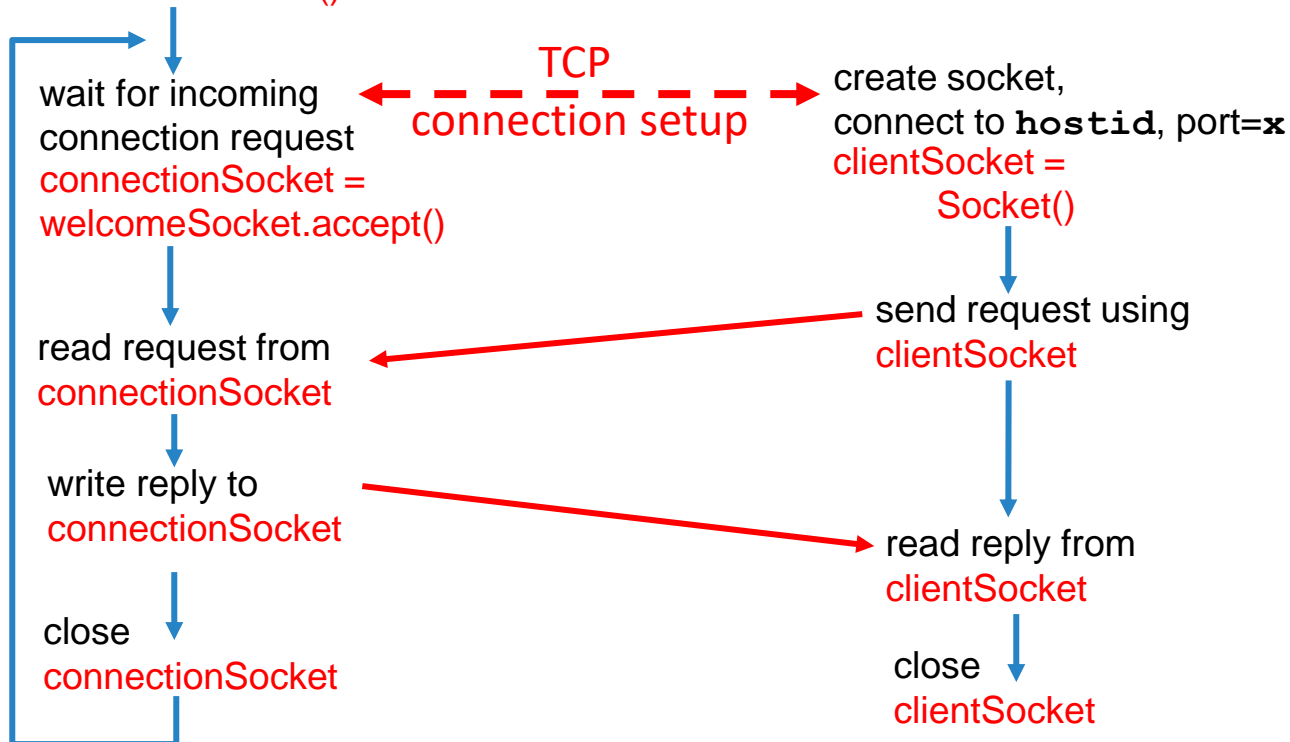 ()
wait for incoming
connection request
connectionSocket =
welcomeSocket.accept()
TCP
connection setup
create socket,
connect to hostid, port=x
clientSocket =
Socket()
send request using
clientSocket
read request from
connectionSocket
write reply to
connectionSocket
read reply from
clientSocket
close
connectionSocket
close
clientSocket